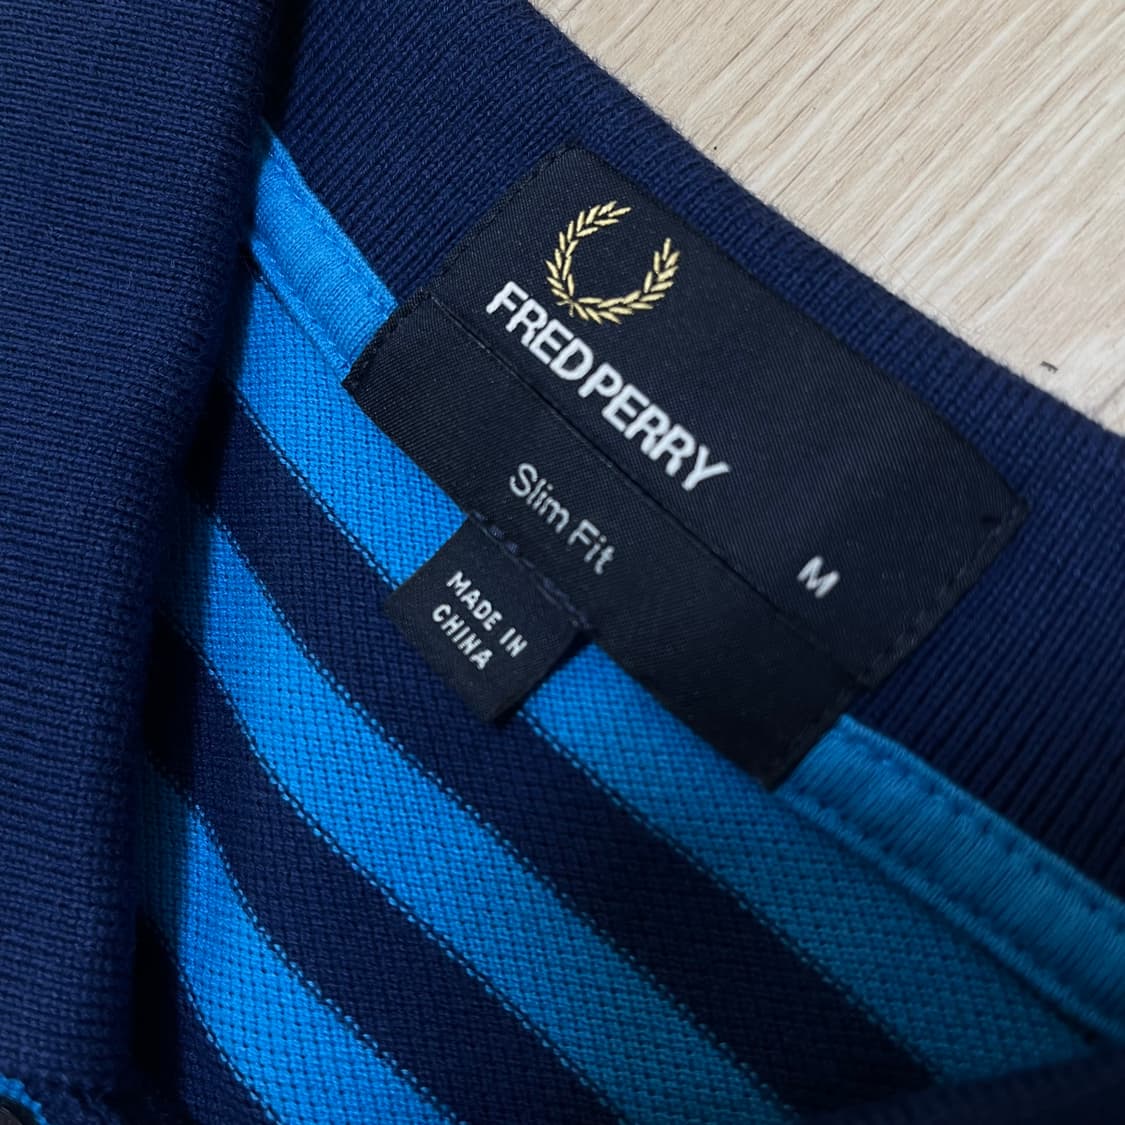 FRED PERRY
Slim Fit
M
MADE IN
CHINA